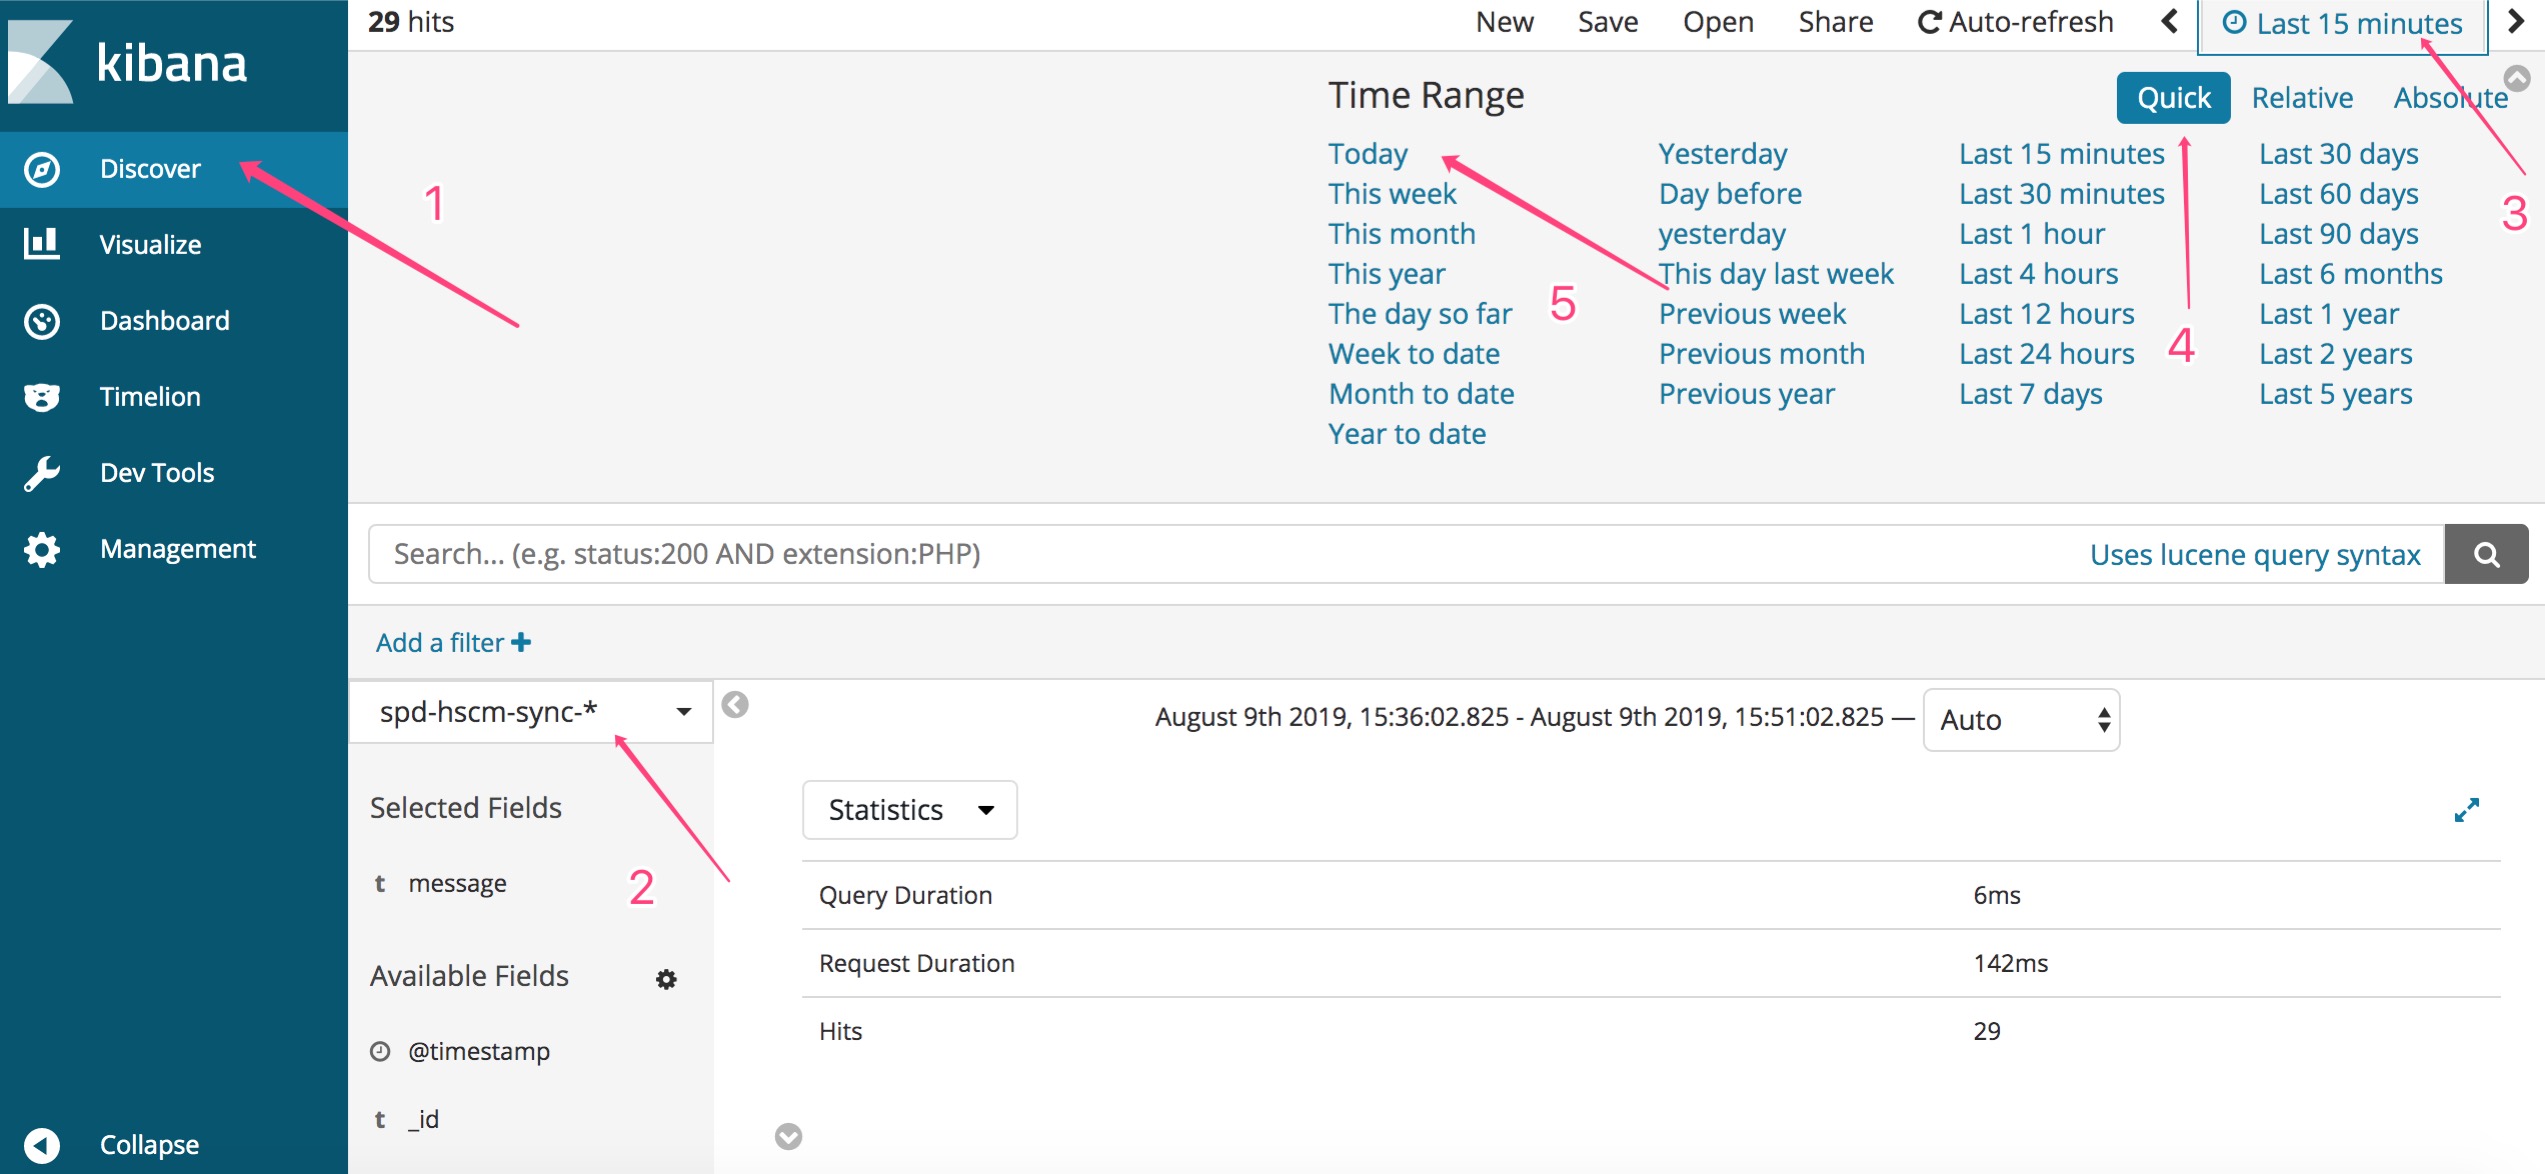 kibana
Discover
Visualize
Dashboard
Timelion
Dev Tools
Management
Collapse
29 hits
New Save Open Share Auto-refresh Last 15 minutes
Time Range
Quick Relative Absolute
Today
This week
This month
This year
The day so far
Week to date
Month to date
Year to date
Yesterday
Day before
yesterday
This day last week
Previous week
Previous month
Previous year
Last 15 minutes
Last 30 minutes
Last 1 hour
Last 4 hours
Last 12 hours
Last 24 hours
Last 7 days
Last 30 days
Last 60 days
Last 90 days
Last 6 months
Last 1 year
Last 2 years
Last 5 years
1
3
5
4
Search... (e.g. status:200 AND extension:PHP) Uses lucene query syntax
Add a filter
spd-hscm-sync-*
Selected Fields
t message
2
Available Fields
@timestamp
t _id
August 9th 2019, 15:36:02.825 - August 9th 2019, 15:51:02.825 — Auto
Statistics
Query Duration 6ms
Request Duration 142ms
Hits 29